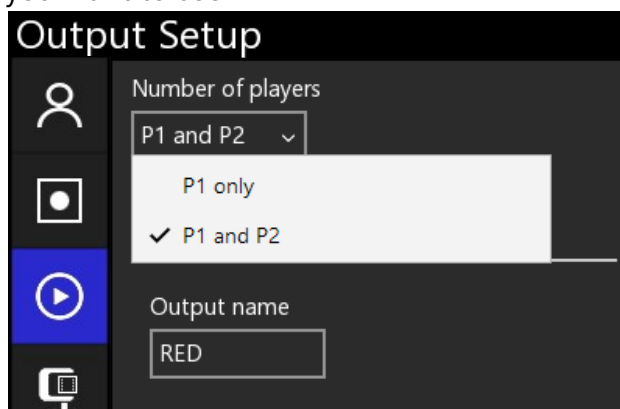 Output Setup
Number of players
P1 and P2
P1 only
P1 and P2
Output name
RED